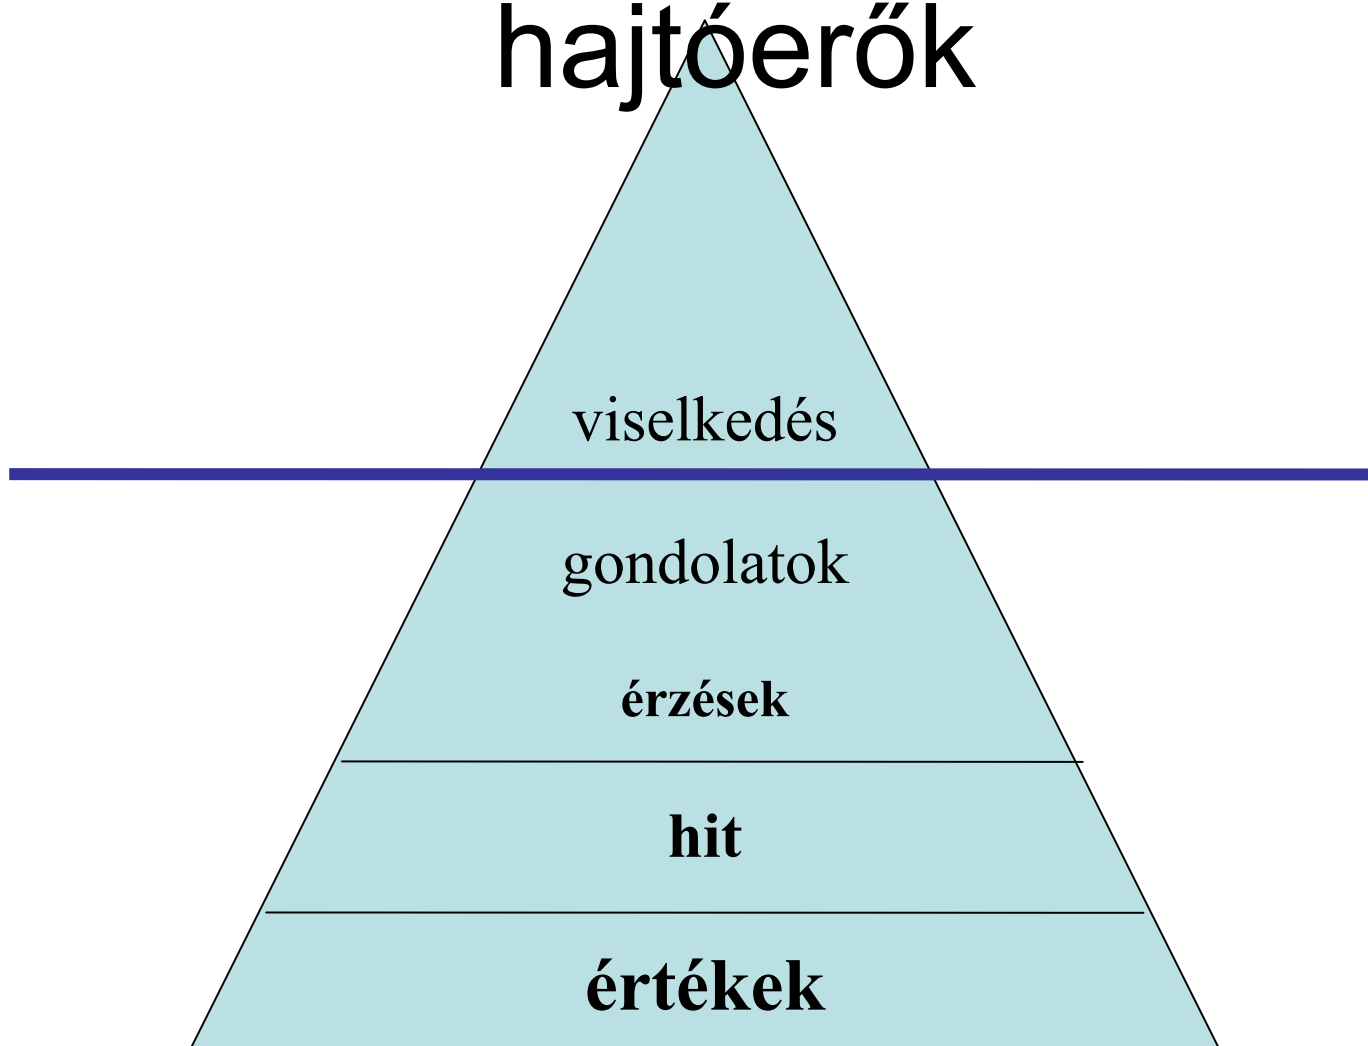 hajtóerők
viselkedés
gondolatok
érzések
hit
értékek